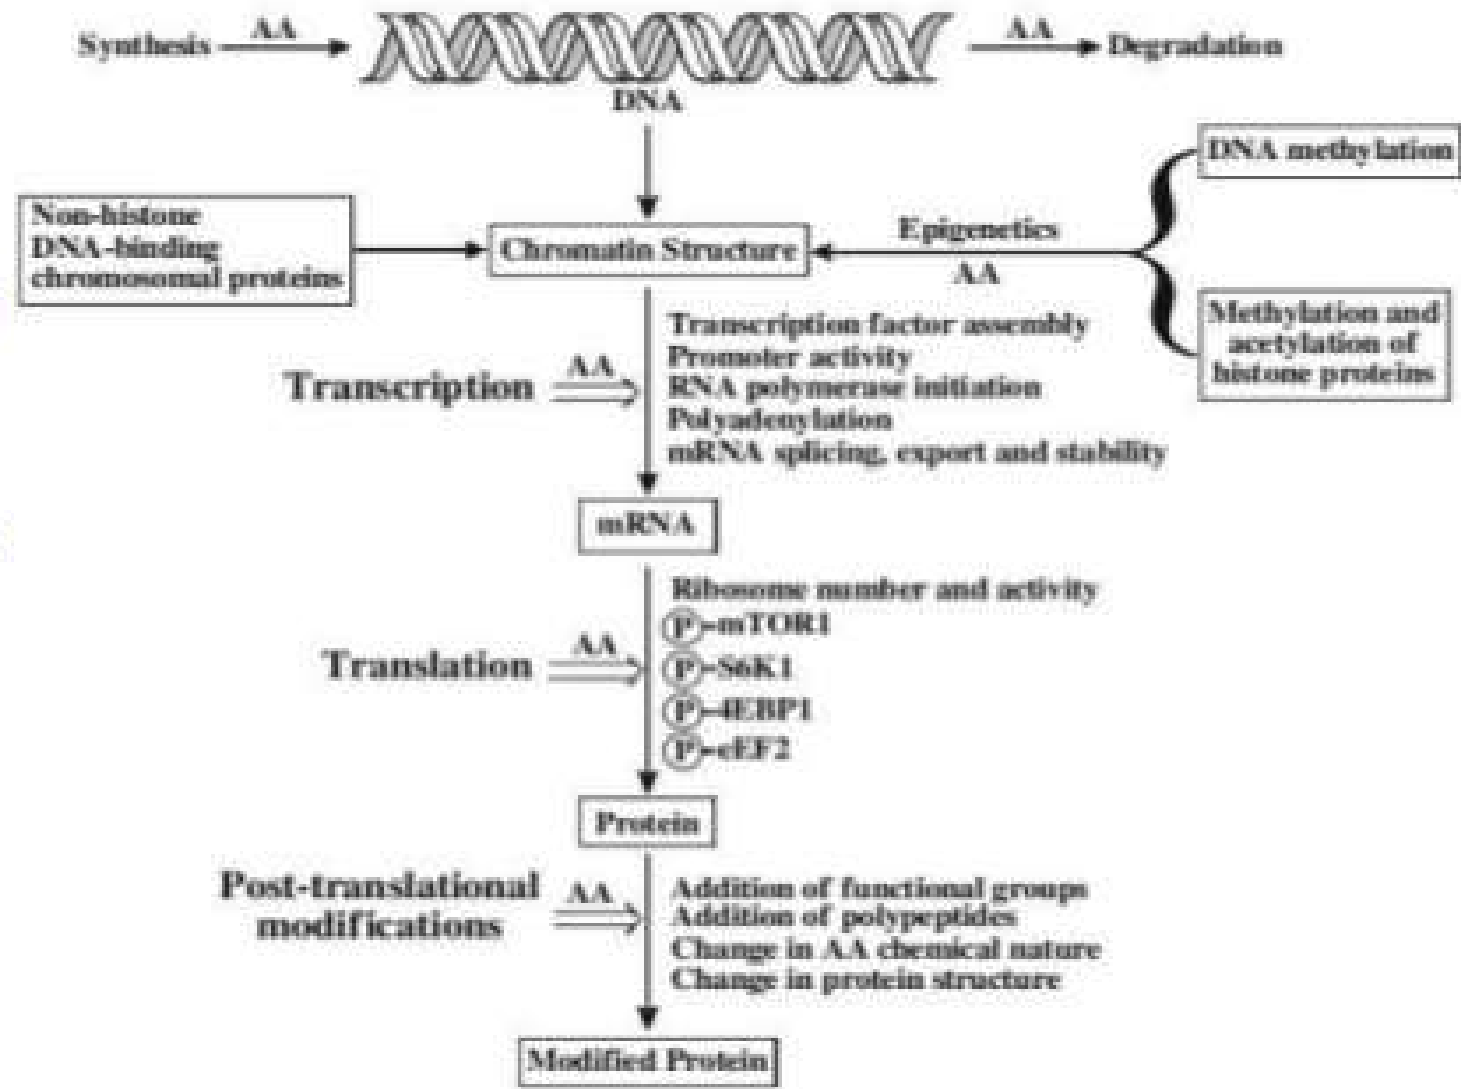 Synthesis AA AA Degradation
DNA
DNA methylation
Non-histone
DNA-binding
chromosomal proteins
Chromatin Structure
Epigenetics
AA
Methylation and
acetylation of
histone proteins
Transcription AA
Transcription factor assembly
Promoter activity
RNA polymerase initiation
Polyadenylation
mRNA splicing, export and stability
mRNA
Translation AA
Ribosome number and activity
P-mTOR1
P-S6K1
P-4EBP1
P-eEF2
Protein
Post-translational
modifications
AA
Addition of functional groups
Addition of polypeptides
Change in AA chemical nature
Change in protein structure
Modified Protein